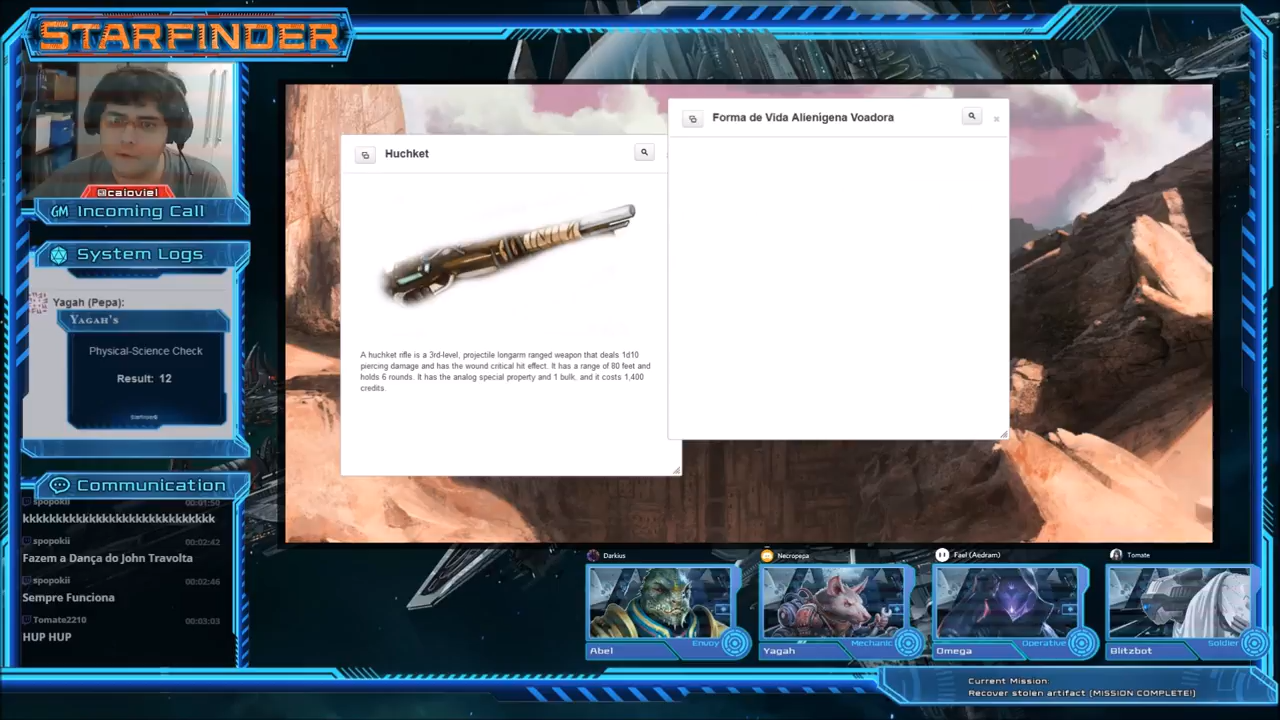 STARFINDER
@caioviel
GM Incoming Call
System Logs
Yagah (Pepa):
YAGAH'S
Physical-Science Check
Result: 12
Communication
spopokii 00:01:50
kkkkkkkkkkkkkkkkkkkkkkkkkkkk
spopokii 00:02:42
Fazem a Dança do John Travolta
spopokii 00:02:46
Sempre Funciona
Tomate2210 00:03:03
HUP HUP
Huchket
A huchket rifle is a 3rd-level, projectile longarm ranged weapon that deals 1d10
piercing damage and has the wound critical hit effect. It has a range of 80 feet and
holds 6 rounds. It has the analog special property and 1 bulk. and it costs 1,400
credits.
Forma de Vida Alienígena Voadora
Darkius
Envoy
Abel
Necropepa
Mechanic
Yagah
Fael (Aedram)
Operative
Omega
Tomate
Soldier
Blitzbot
Current Mission:
Recover stolen artifact (MISSION COMPLETE!)